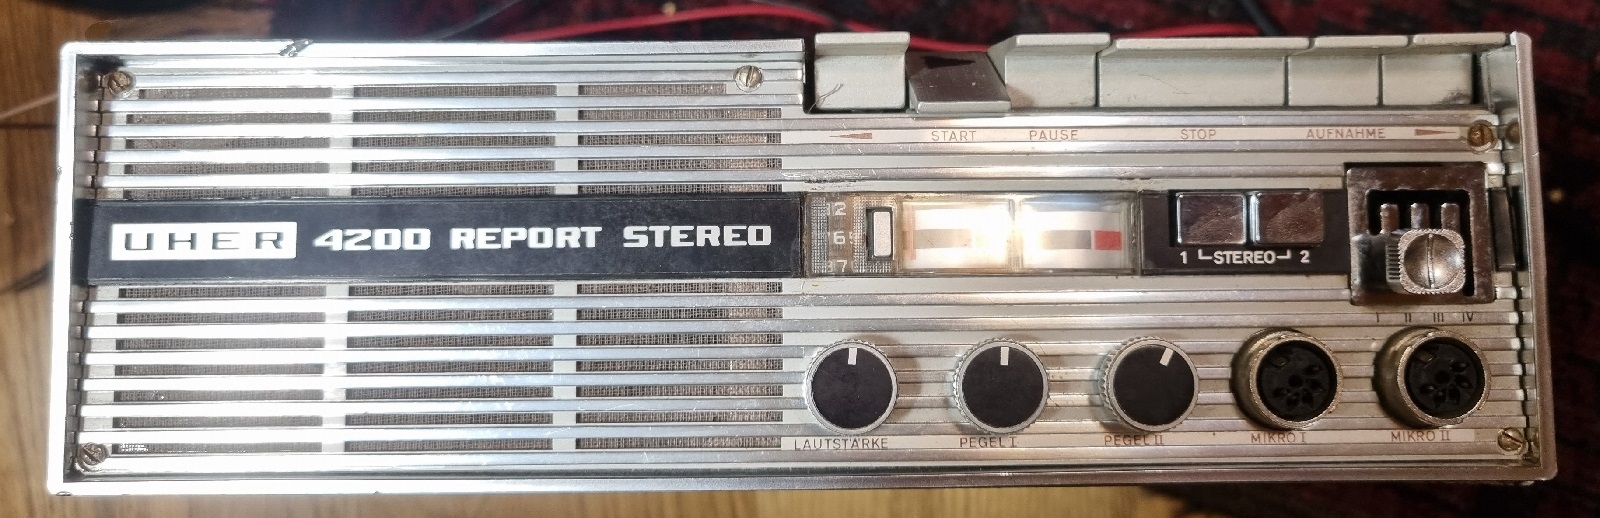 START PAUSE STOP AUFNAHME
UHER 4200 REPORT STEREO
1 STEREO 2
I II III IV
LAUTSTÄRKE PEGEL I PEGEL II MIKRO I MIKRO II